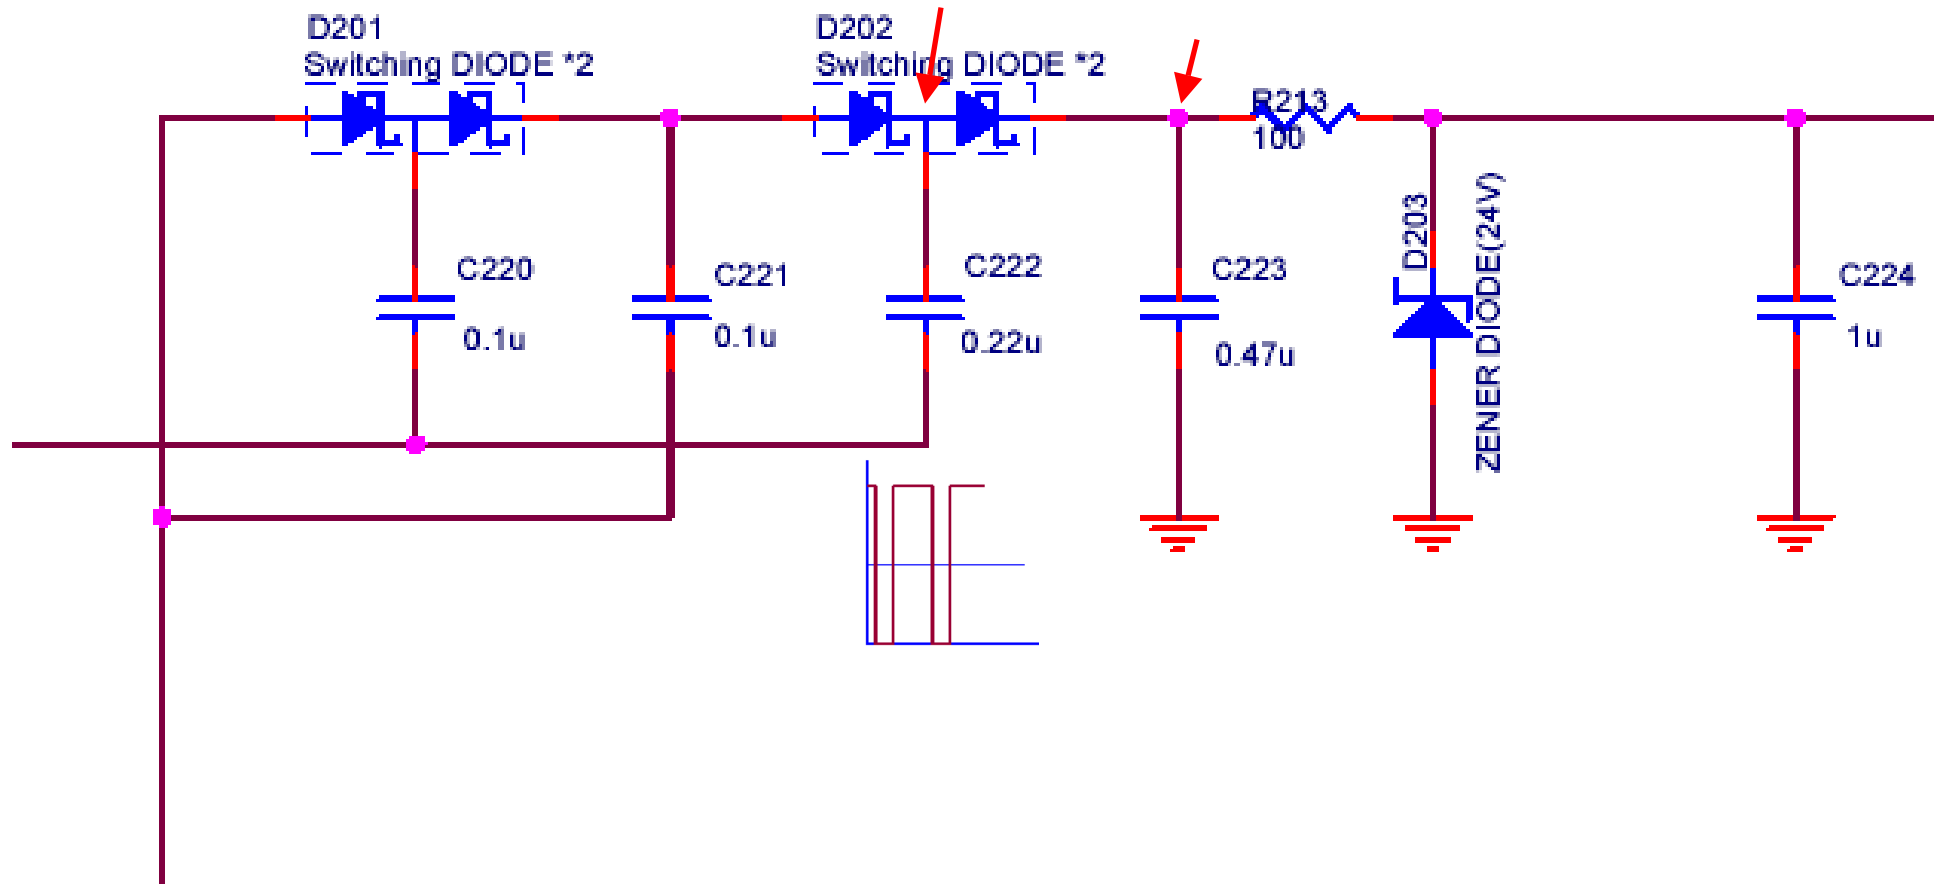 D201
Switching DIODE *2
D202
Switching DIODE *2
R213
100
C220
0.1u
C221
0.1u
C222
0.22u
C223
0.47u
D203
ZENER DIODE(24V)
C224
1u